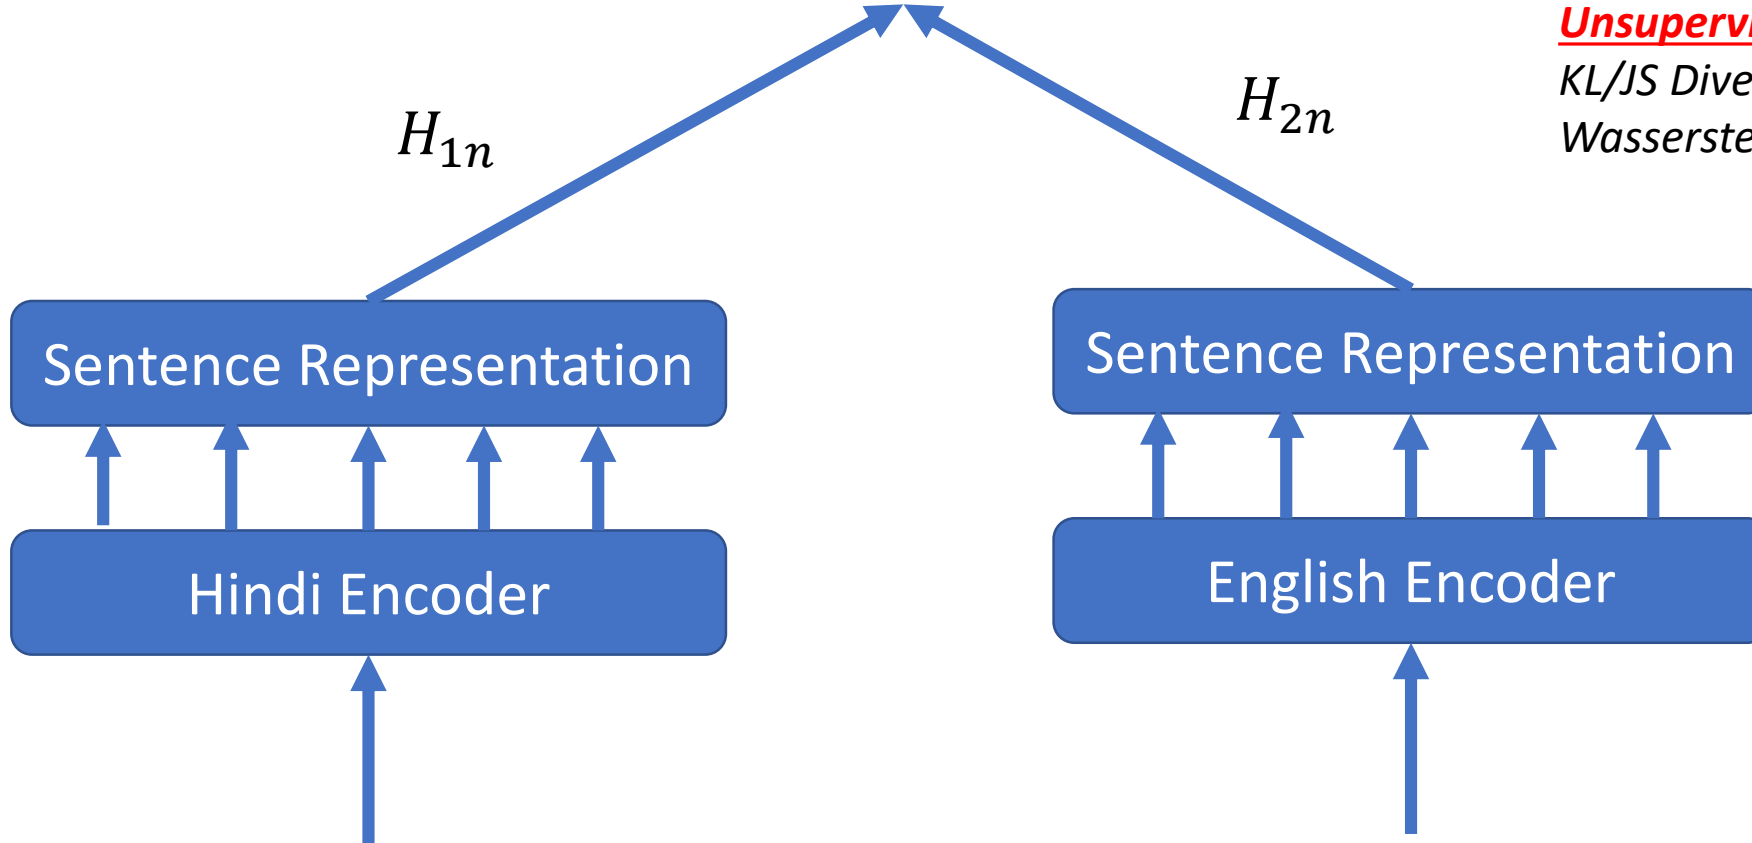 Unsupervi
KL/JS Dive
Wasserste
H1n
H2n
Sentence Representation
Sentence Representation
Hindi Encoder
English Encoder